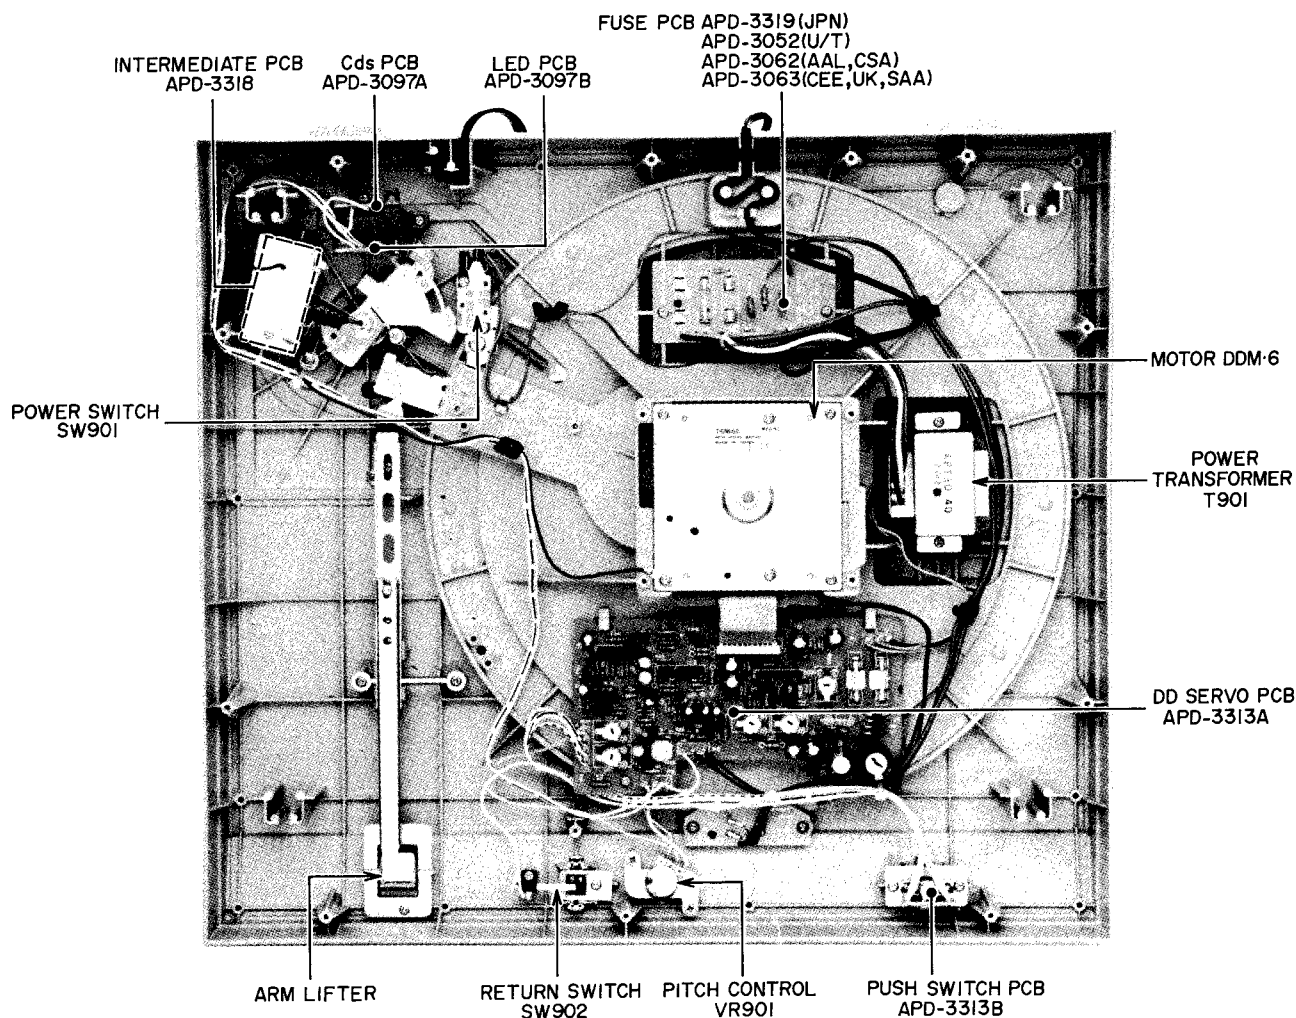 FUSE PCB APD-3319(JPN)
APD-3052(U/T)
APD-3062(AAL,CSA)
APD-3063(CEE,UK,SAA)
INTERMEDIATE PCB
APD-3318
Cds PCB
APD-3097A
LED PCB
APD-3097B
MOTOR DDM-6
POWER SWITCH
SW901
POWER
TRANSFORMER
T901
DD SERVO PCB
APD-3313A
ARM LIFTER
RETURN SWITCH
SW902
PITCH CONTROL
VR901
PUSH SWITCH PCB
APD-3313B